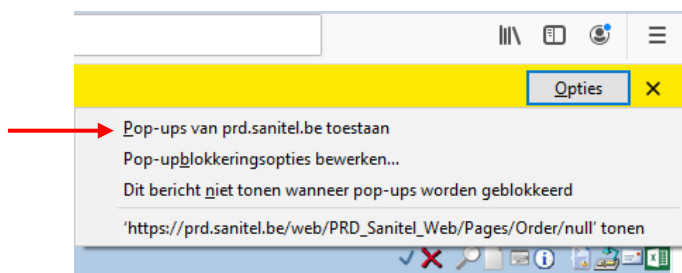 Opties
Pop-ups van prd.sanitel.be toestaan
Pop-upblokkeringsopties bewerken...
Dit bericht niet tonen wanneer pop-ups worden geblokkeerd
'https://prd.sanitel.be/web/PRD_Sanitel_Web/Pages/Order/null' tonen